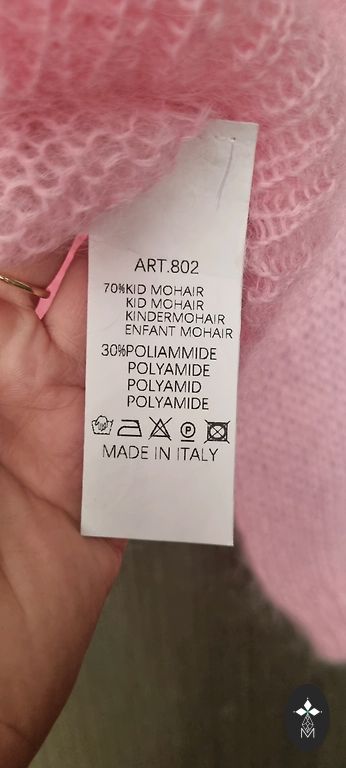 ART.802
70%KID MOHAIR
KID MOHAIR
KINDERMOHAIR
ENFANT MOHAIR
30%POLIAMMIDE
POLYAMIDE
POLYAMID
POLYAMIDE
P
MADE IN ITALY
M